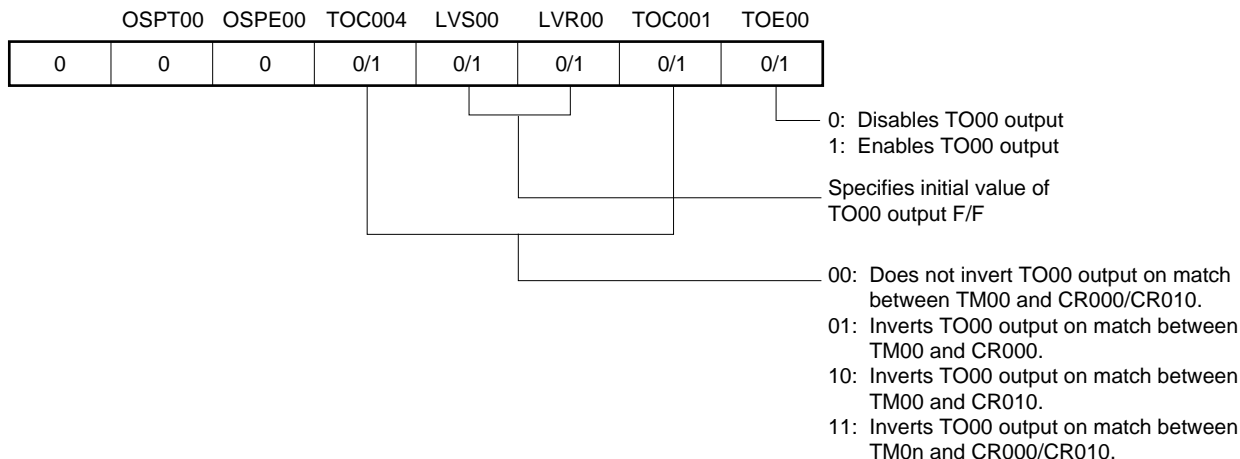 OSPT00 OSPE00 TOC004 LVS00 LVR00 TOC001 TOE00
0 0 0 0/1 0/1 0/1 0/1 0/1
0: Disables TO00 output
1: Enables TO00 output
Specifies initial value of
TO00 output F/F
00: Does not invert TO00 output on match
between TM00 and CR000/CR010.
01: Inverts TO00 output on match between
TM00 and CR000.
10: Inverts TO00 output on match between
TM00 and CR010.
11: Inverts TO00 output on match between
TM0n and CR000/CR010.